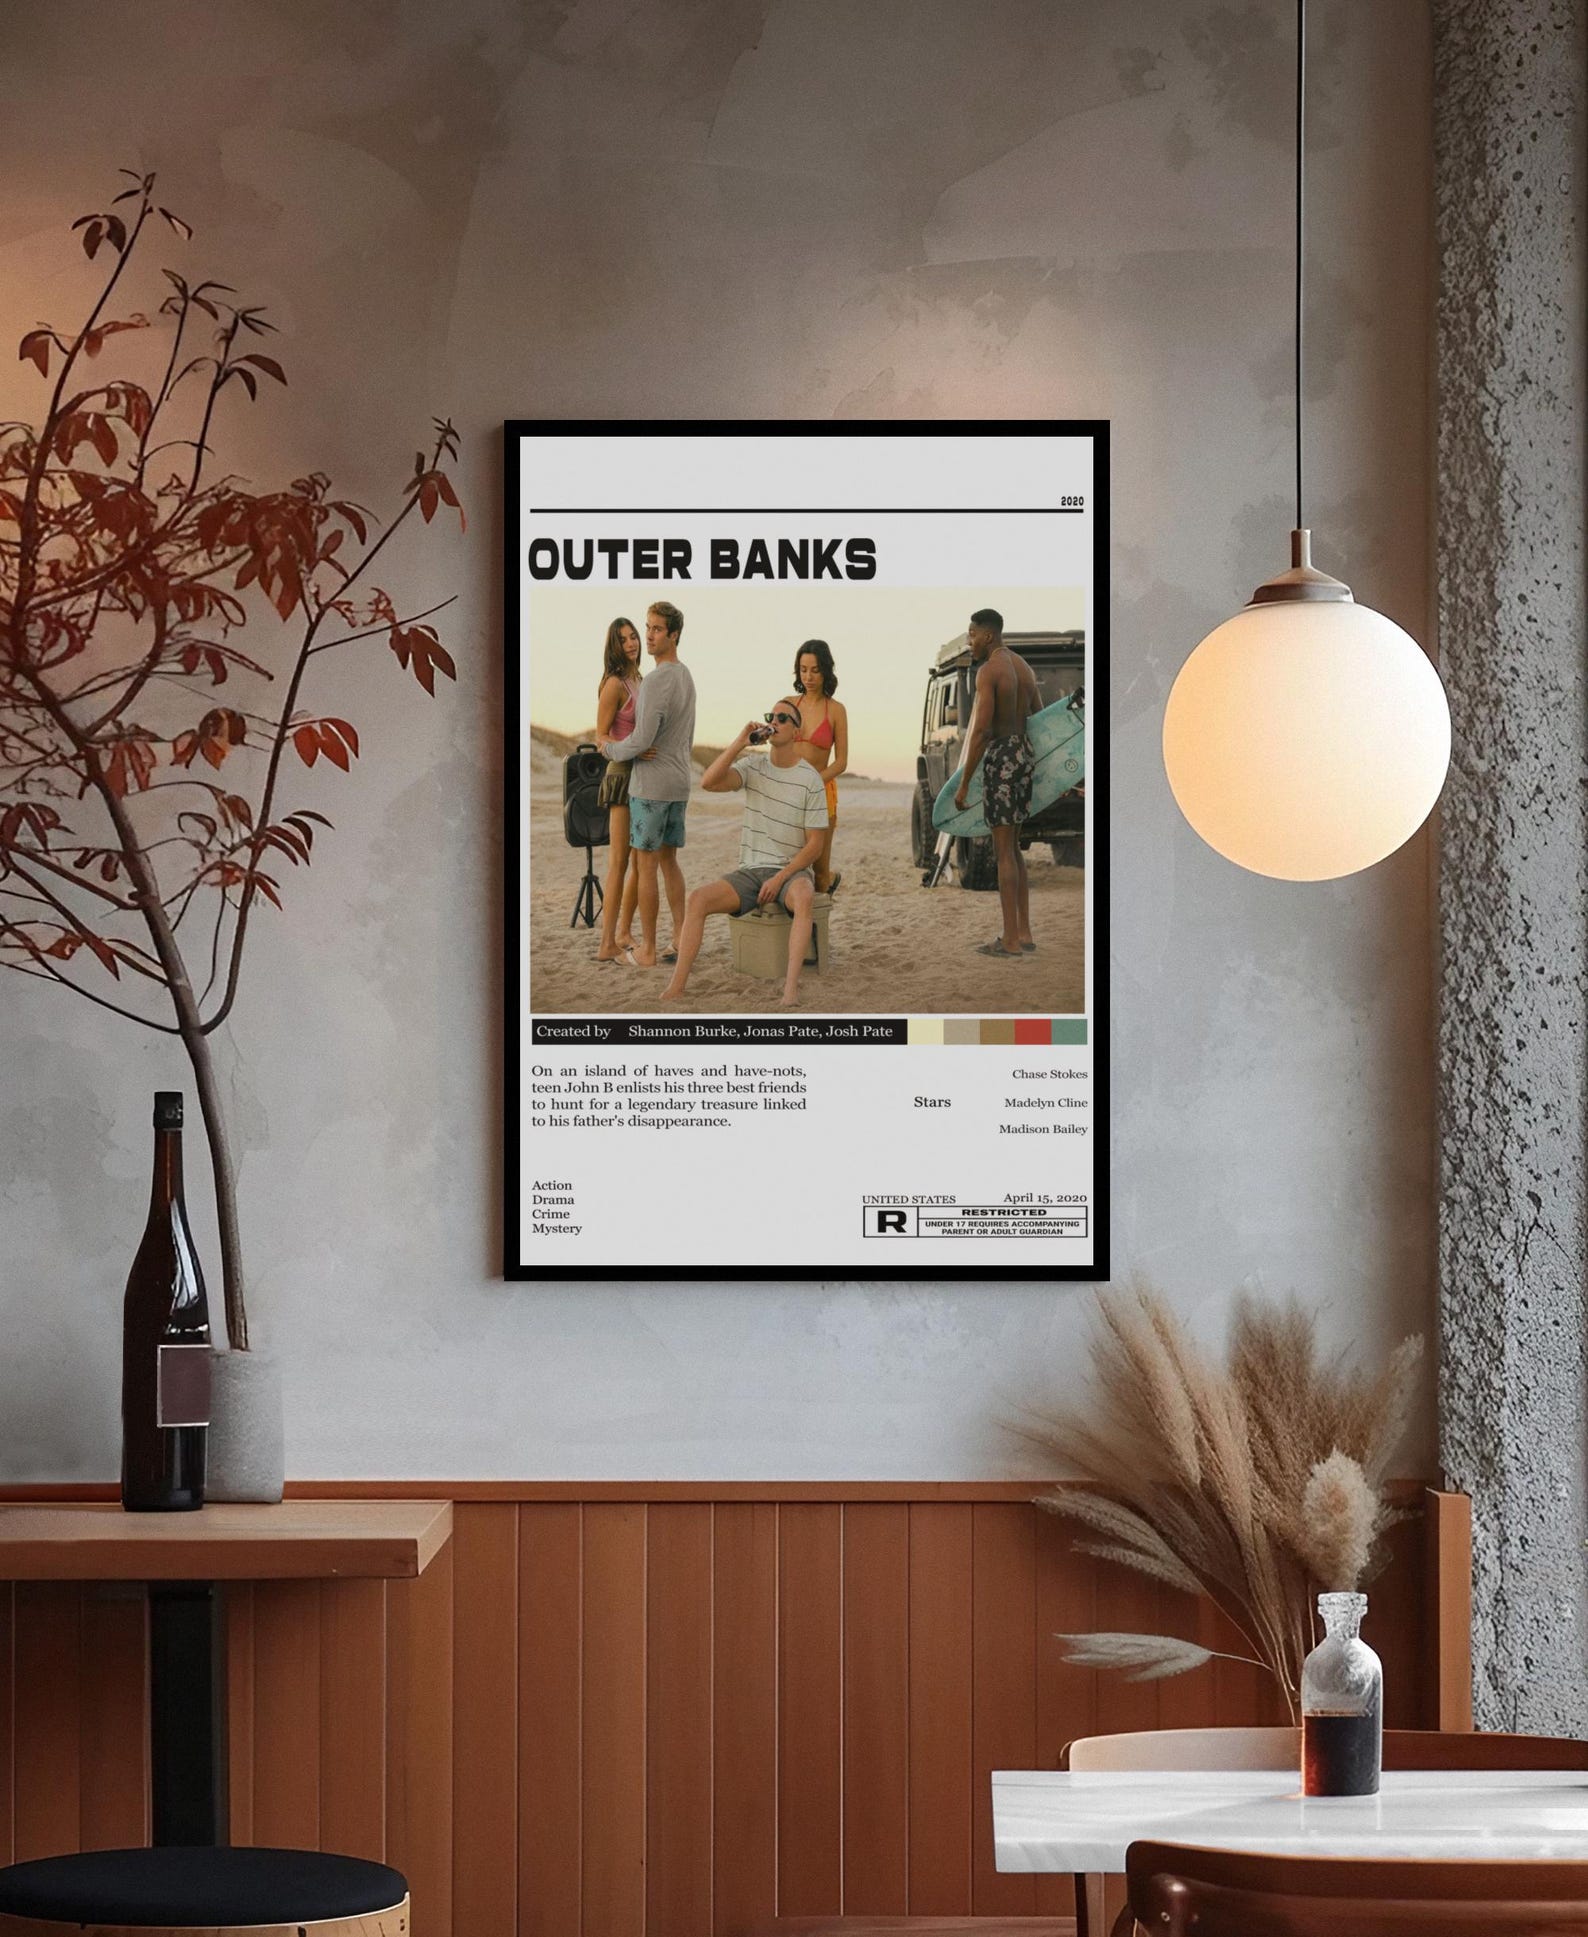 2020
OUTER BANKS
Created by Shannon Burke, Jonas Pate, Josh Pate
On an island of haves and have-nots,
teen John B enlists his three best friends
to hunt for a legendary treasure linked
to his father's disappearance.
Stars
Chase Stokes
Madelyn Cline
Madison Bailey
Action
Drama
Crime
Mystery
UNITED STATES April 15, 2020
R
RESTRICTED
UNDER 17 REQUIRES ACCOMPANYING
PARENT OR ADULT GUARDIAN